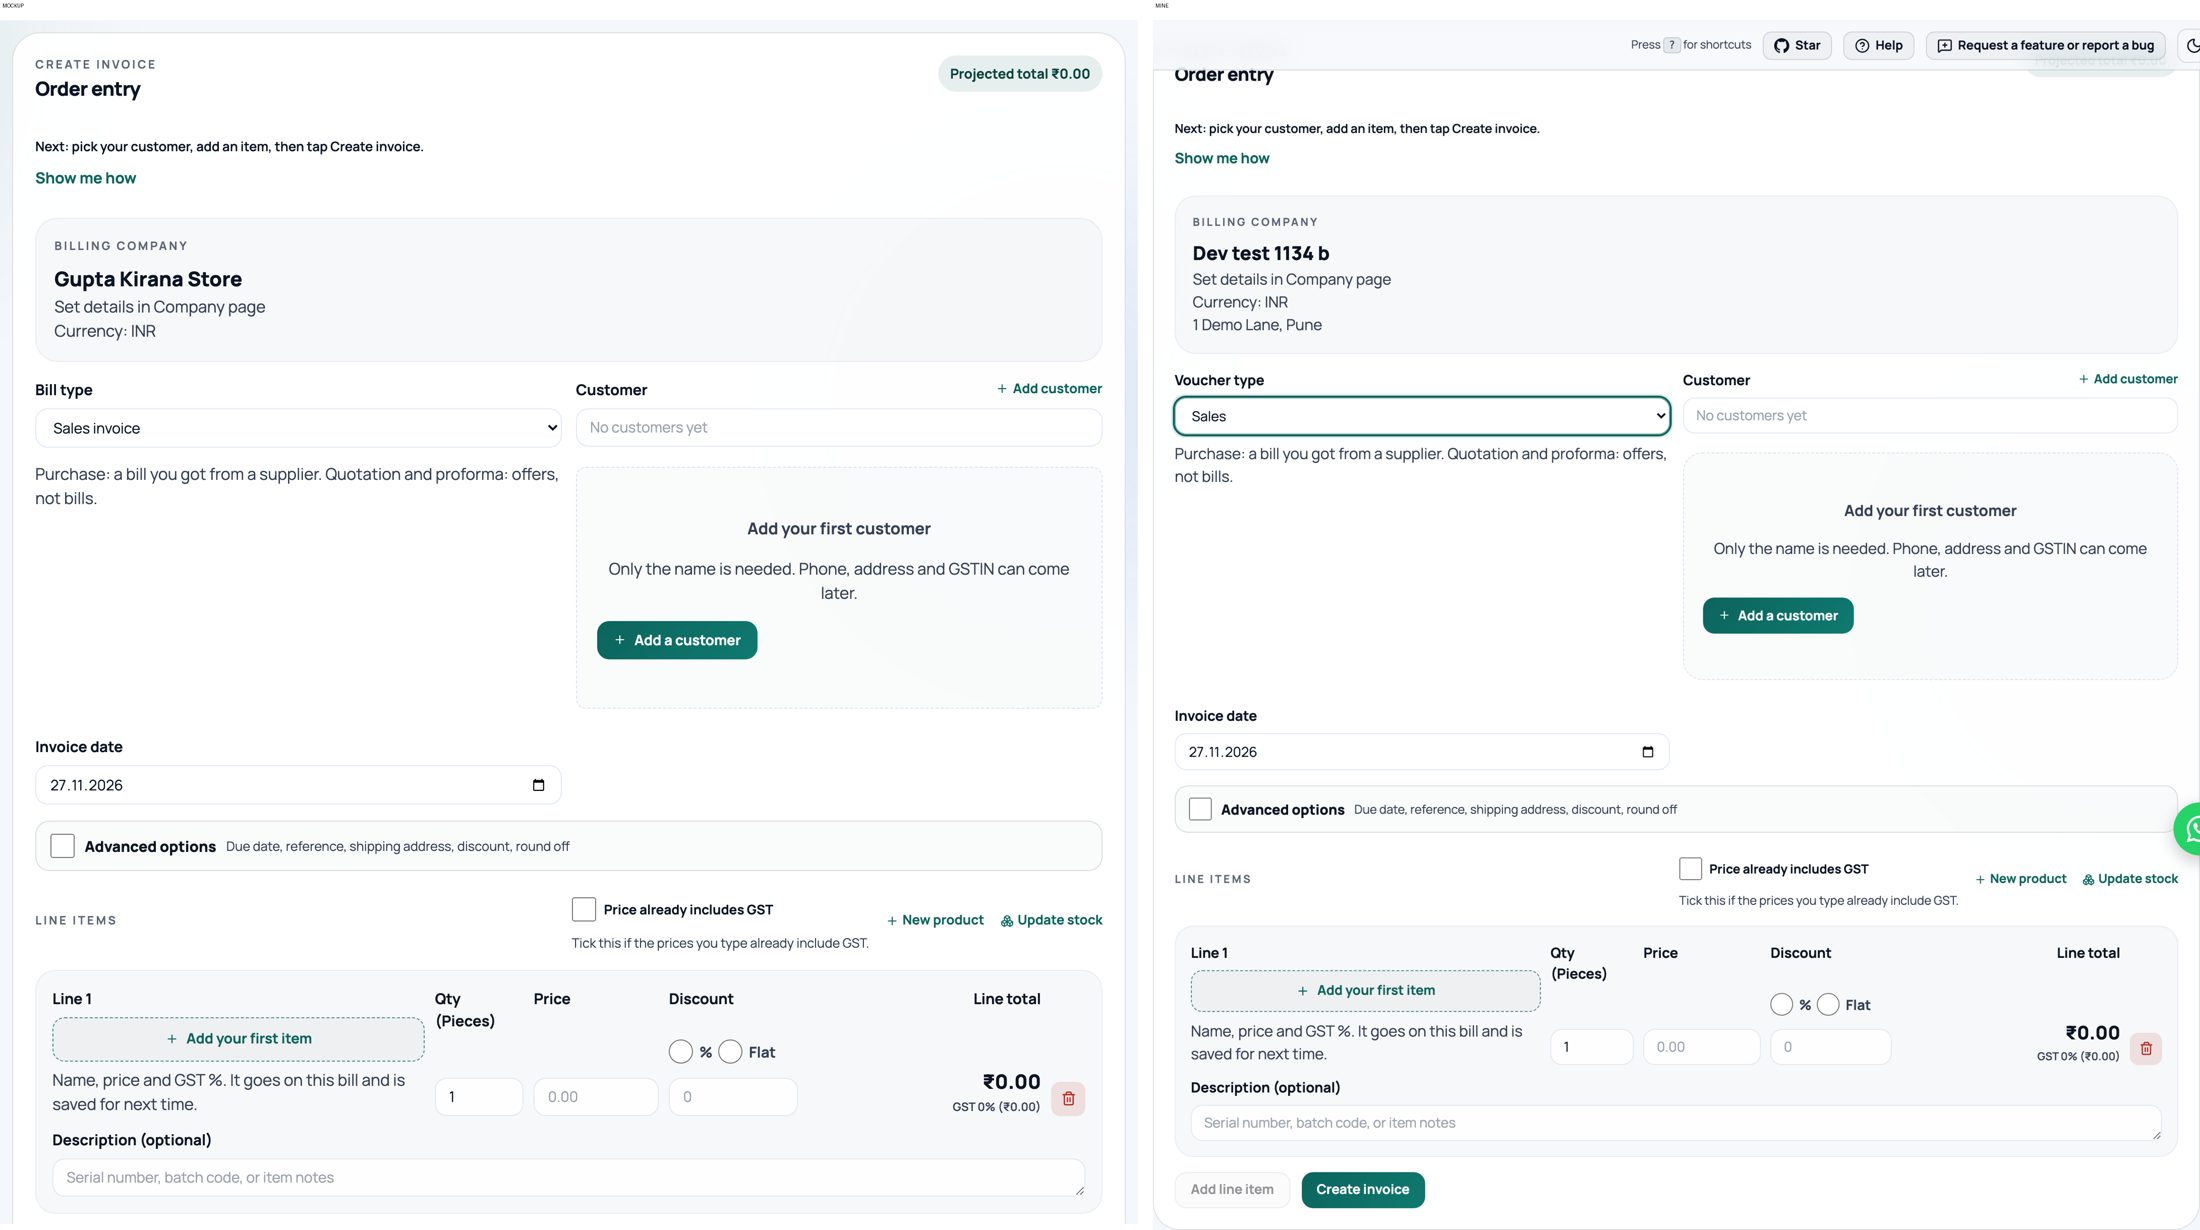 MOCKUP
CREATE INVOICE
Order entry
Projected total ₹0.00
Next: pick your customer, add an item, then tap Create invoice.
Show me how
BILLING COMPANY
Gupta Kirana Store
Set details in Company page
Currency: INR
Bill type
Sales invoice
Customer
+ Add customer
No customers yet
Purchase: a bill you got from a supplier. Quotation and proforma: offers,
not bills.
Add your first customer
Only the name is needed. Phone, address and GSTIN can come
later.
+ Add a customer
Invoice date
27.11.2026
Advanced options Due date, reference, shipping address, discount, round off
LINE ITEMS
Price already includes GST
Tick this if the prices you type already include GST.
+ New product
Update stock
Line 1
+ Add your first item
Name, price and GST %. It goes on this bill and is
saved for next time.
Qty
(Pieces)
1
Price
0.00
Discount
% Flat
0
Line total
₹0.00
GST 0% (₹0.00)
Description (optional)
Serial number, batch code, or item notes
MINE
Press ? for shortcuts
Star
Help
Request a feature or report a bug
Order entry
Projected total ₹0.00
Next: pick your customer, add an item, then tap Create invoice.
Show me how
BILLING COMPANY
Dev test 1134 b
Set details in Company page
Currency: INR
1 Demo Lane, Pune
Voucher type
Sales
Customer
+ Add customer
No customers yet
Purchase: a bill you got from a supplier. Quotation and proforma: offers,
not bills.
Add your first customer
Only the name is needed. Phone, address and GSTIN can come
later.
+ Add a customer
Invoice date
27.11.2026
Advanced options Due date, reference, shipping address, discount, round off
LINE ITEMS
Price already includes GST
Tick this if the prices you type already include GST.
+ New product
Update stock
Line 1
+ Add your first item
Name, price and GST %. It goes on this bill and is
saved for next time.
Qty
(Pieces)
1
Price
0.00
Discount
% Flat
0
Line total
₹0.00
GST 0% (₹0.00)
Description (optional)
Serial number, batch code, or item notes
Add line item
Create invoice